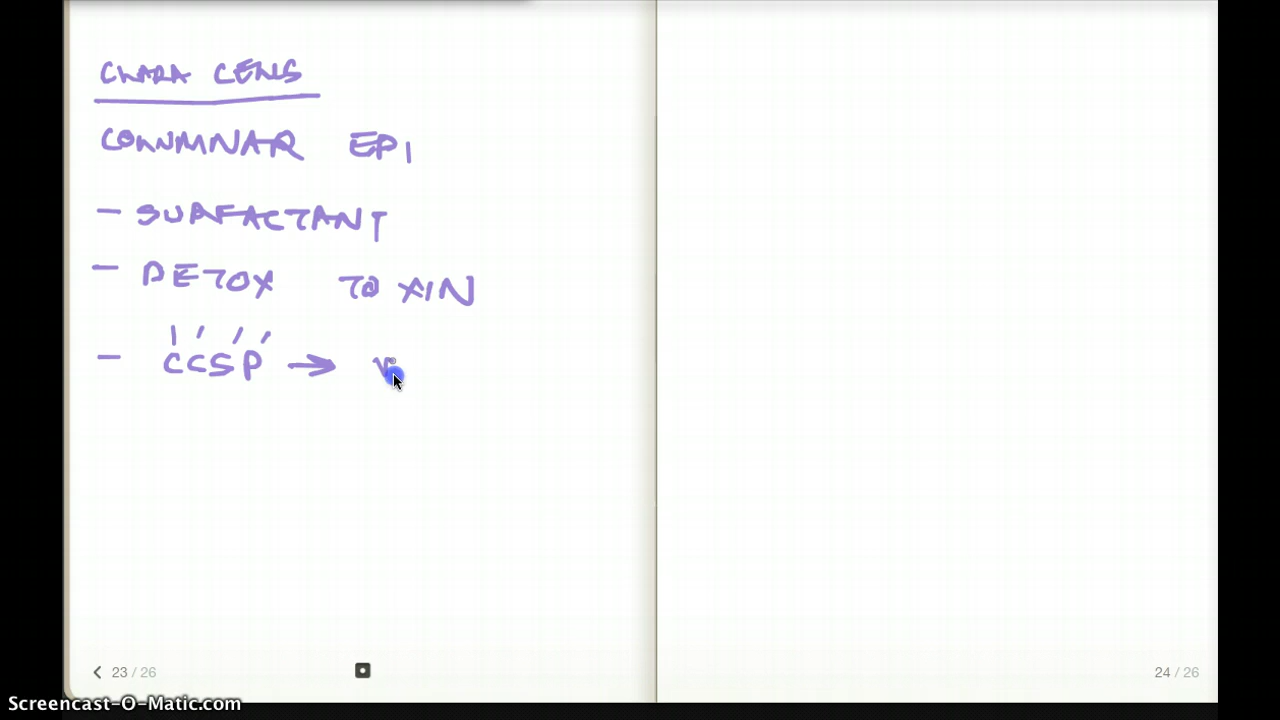 CLARA CELLS
COLUMNAR EPI
- SURFACTANT
- DETOX TOXIN
- CCSP →
23 / 26
24 / 26
Screencast-O-Matic.com